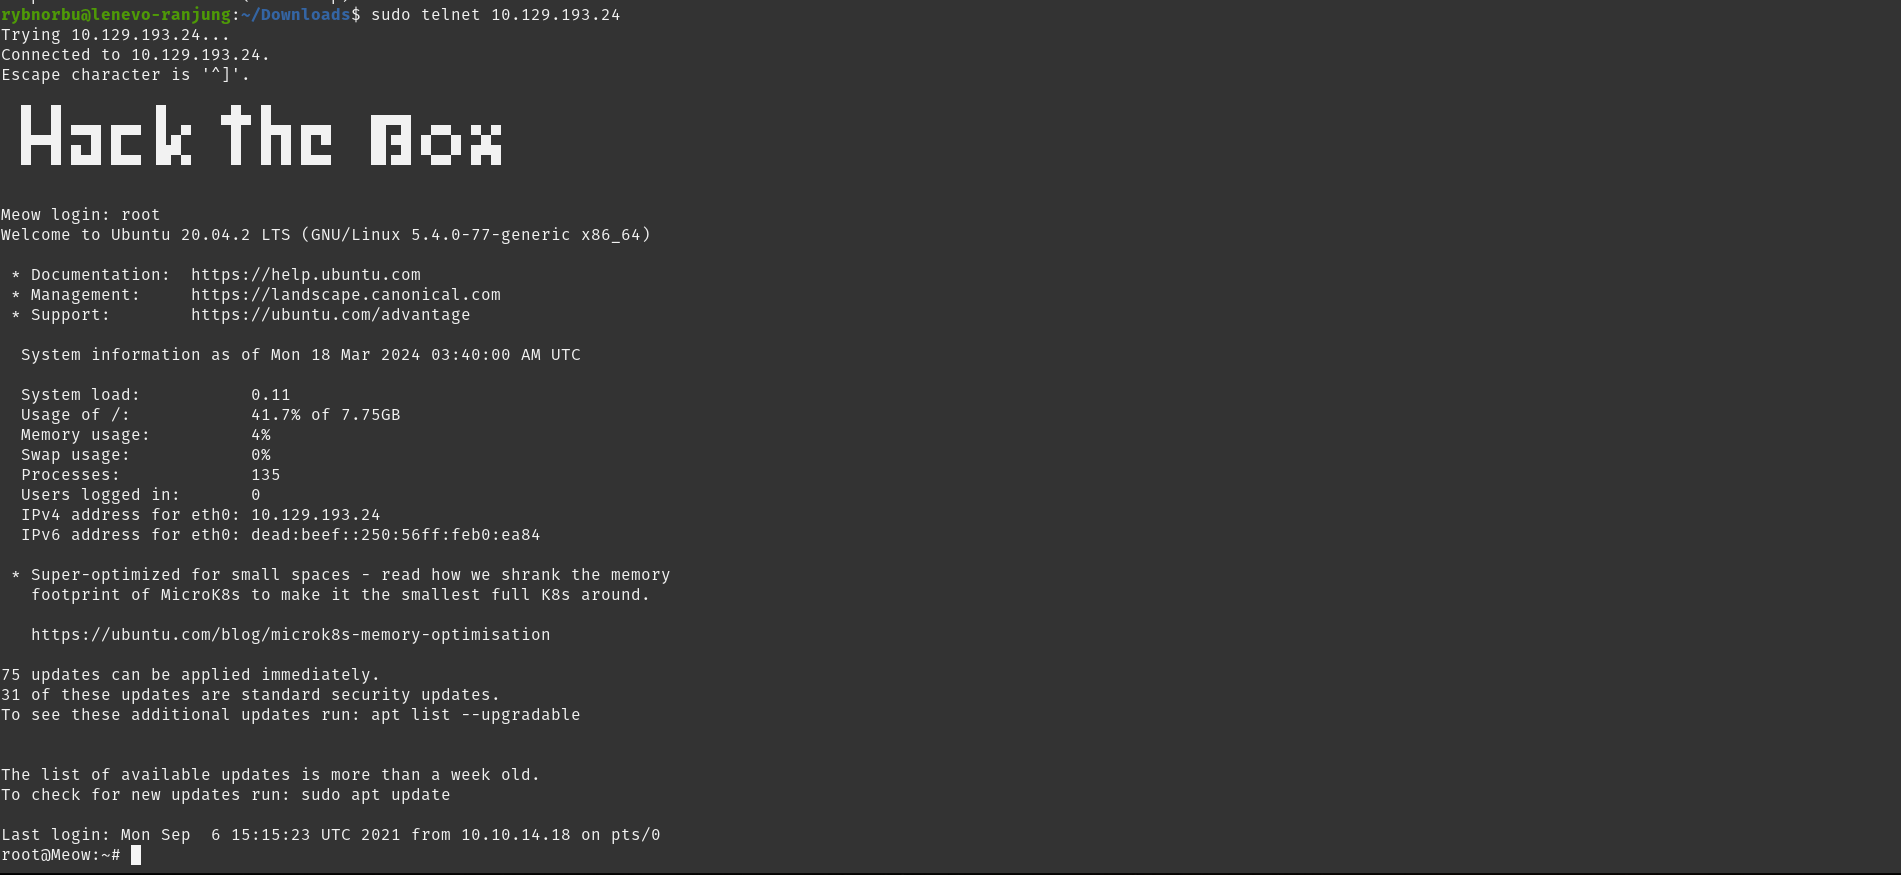 rybnorbu@lenevo-ranjung:~/Downloads$ sudo telnet 10.129.193.24
Trying 10.129.193.24...
Connected to 10.129.193.24.
Escape character is '^]'.
Hack the Box
Meow login: root
Welcome to Ubuntu 20.04.2 LTS (GNU/Linux 5.4.0-77-generic x86_64)
* Documentation:  https://help.ubuntu.com
* Management:     https://landscape.canonical.com
* Support:        https://ubuntu.com/advantage
System information as of Mon 18 Mar 2024 03:40:00 AM UTC
System load:           0.11
Usage of /:            41.7% of 7.75GB
Memory usage:          4%
Swap usage:            0%
Processes:             135
Users logged in:       0
IPv4 address for eth0: 10.129.193.24
IPv6 address for eth0: dead:beef::250:56ff:feb0:ea84
* Super-optimized for small spaces - read how we shrank the memory
footprint of MicroK8s to make it the smallest full K8s around.
https://ubuntu.com/blog/microk8s-memory-optimisation
75 updates can be applied immediately.
31 of these updates are standard security updates.
To see these additional updates run: apt list --upgradable
The list of available updates is more than a week old.
To check for new updates run: sudo apt update
Last login: Mon Sep  6 15:15:23 UTC 2021 from 10.10.14.18 on pts/0
root@Meow:~#